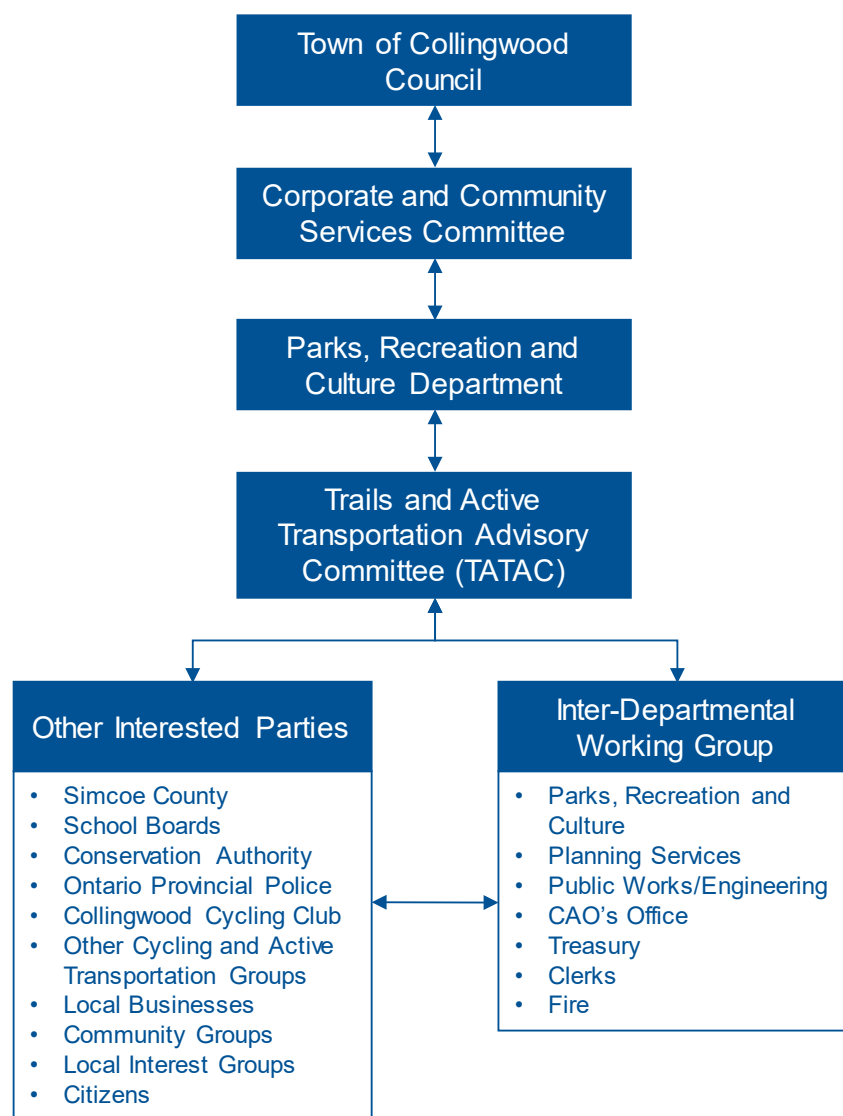 Town of Collingwood
Council
Corporate and Community
Services Committee
Parks, Recreation and
Culture Department
Trails and Active
Transportation Advisory
Committee (TATAC)
Other Interested Parties
• Simcoe County
• School Boards
• Conservation Authority
• Ontario Provincial Police
• Collingwood Cycling Club
• Other Cycling and Active
Transportation Groups
• Local Businesses
• Community Groups
• Local Interest Groups
• Citizens
Inter-Departmental
Working Group
• Parks, Recreation and
Culture
• Planning Services
• Public Works/Engineering
• CAO’s Office
• Treasury
• Clerks
• Fire